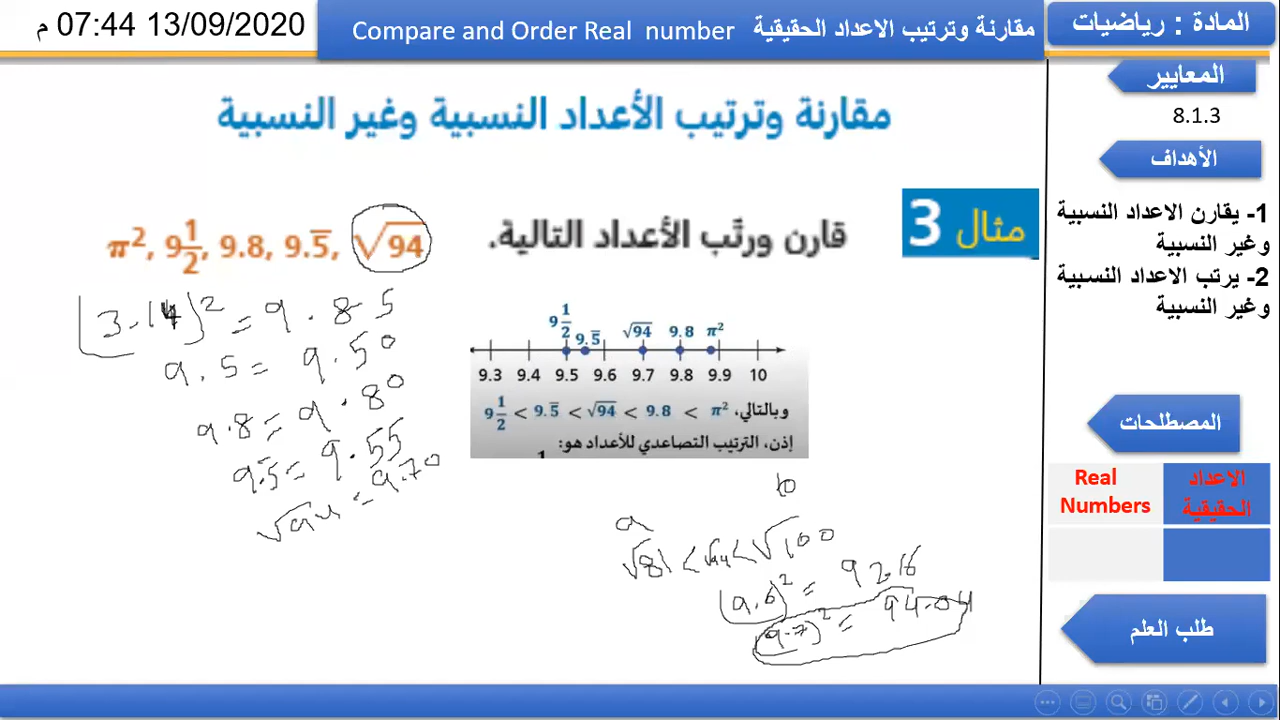 المادة : رياضيات
مقارنة وترتيب الاعداد الحقيقية Compare and Order Real number
13/09/2020 07:44 م
المعايير
8.1.3
الأهداف
1- يقارن الاعداد النسبية
وغير النسبية
2- يرتب الاعداد النسبية
وغير النسبية
المصطلحات
الاعداد الحقيقية
Real Numbers
طلب العلم
مقارنة وترتيب الأعداد النسبية وغير النسبية
مثال 3
قارن ورتّب الأعداد التالية.
π², 9 1/2, 9.8, 9.5̅, √94
(3.14)² = 9.85
9.5 = 9.50
9.8 = 9.80
9.5̅ = 9.55
√94 = 9.70
9 1/2 9.5̅ √94 9.8 π²
9.3 9.4 9.5 9.6 9.7 9.8 9.9 10
وبالتالي، 9 1/2 < 9.5̅ < √94 < 9.8 < π²
إذن، الترتيب التصاعدي للأعداد هو:
a
√81 < √94 < √100
(9.6)² = 92.16
(9.7)² = 94.04